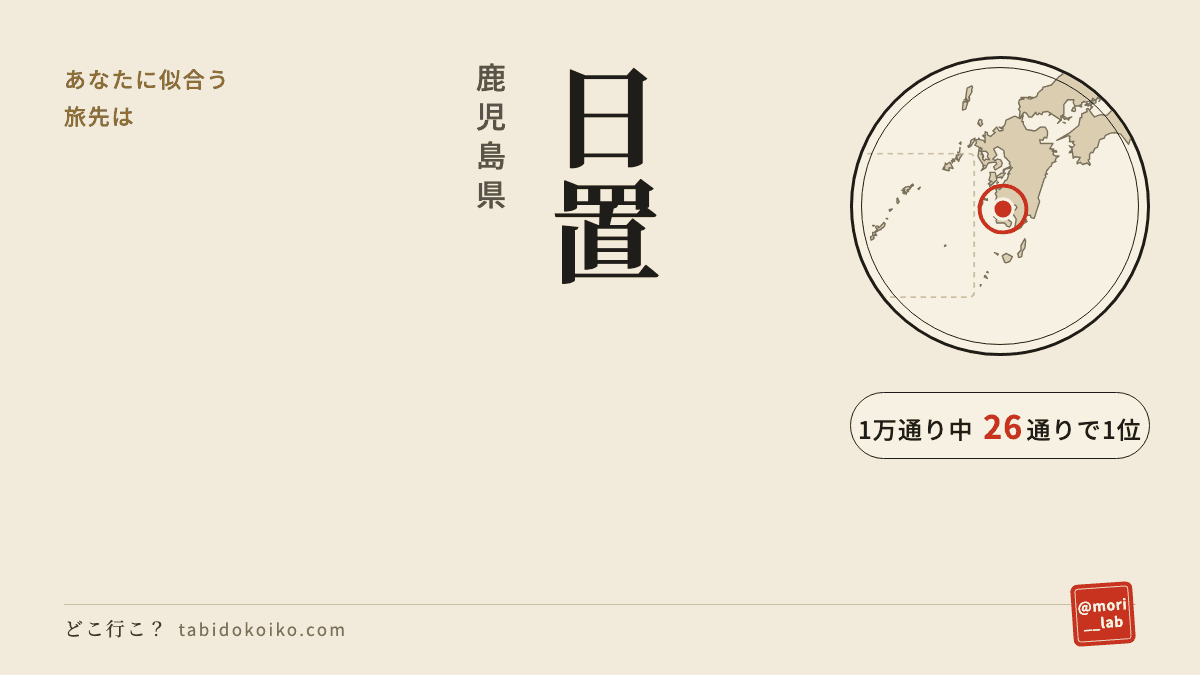 あなたに似合う
旅先は
日置
鹿児島県
1万通り中 26通りで1位
どこ行こ？ tabidokoiko.com
@mori
__lab